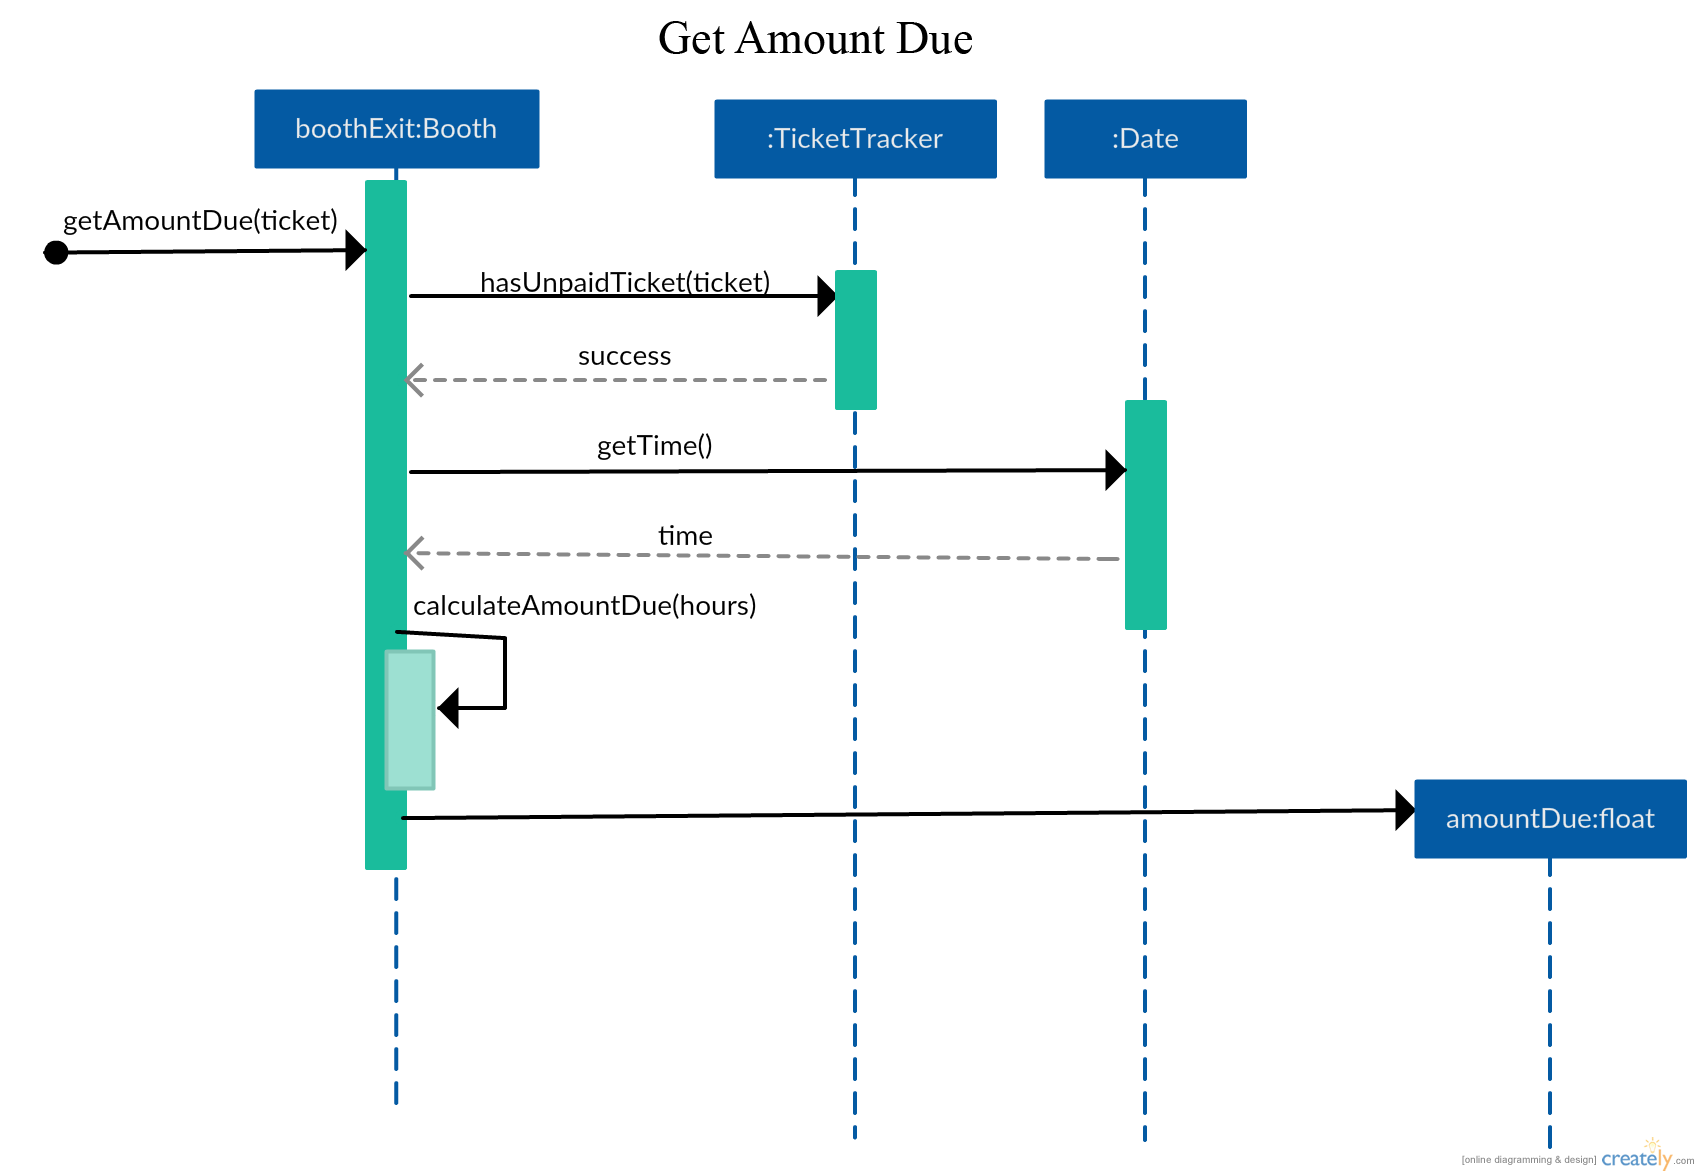 Get Amount Due
boothExit:Booth
:TicketTracker
:Date
getAmountDue(ticket)
hasUnpaidTicket(ticket)
success
getTime()
time
calculateAmountDue(hours)
amountDue:float
[online diagramming & design] creately.com